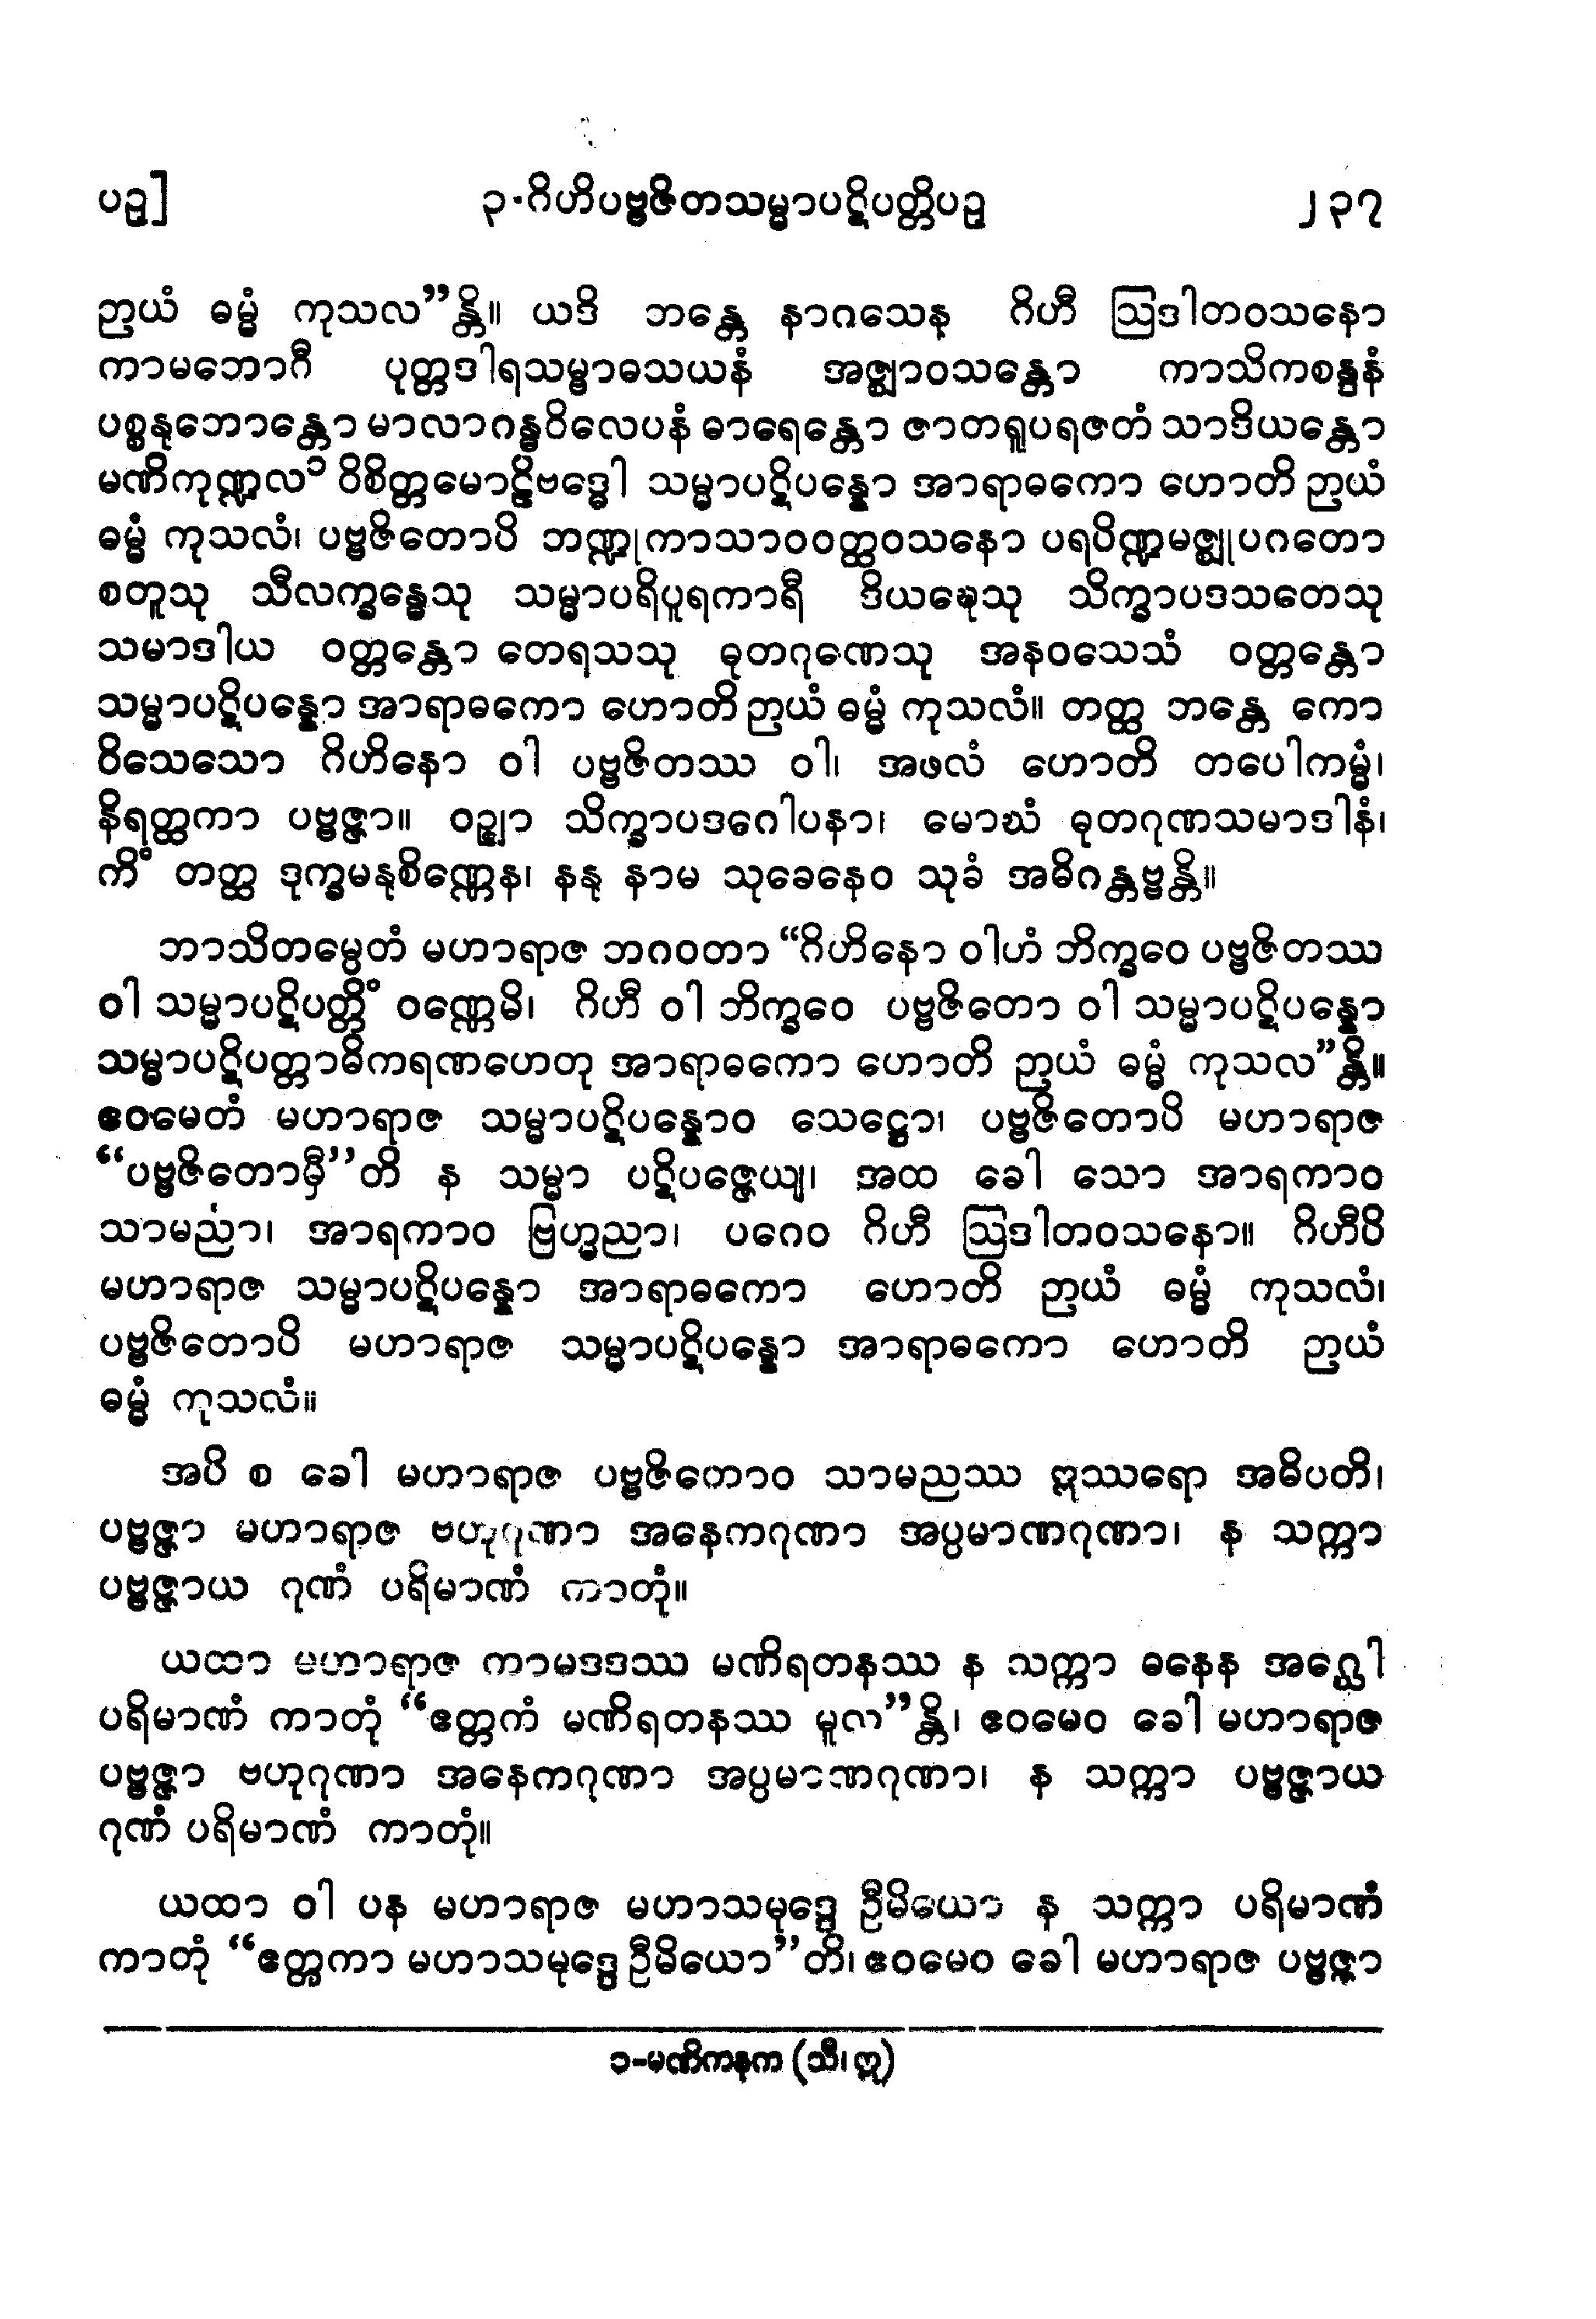 ပဉှ]	၃-ဂိဟိပဗ္ဗဇိတသမ္မာပဋိပတ္တိပဉှ	၂၃၇
ဉာယံ ဓမ္မံ ကုသလ”န္တိ။ ယဒိ ဘန္တေ နာဂသေန ဂိဟီ ဩဒါတဝသနော
ကာမဘောဂီ ပုတ္တဒါရသမ္ဗာဓသယနံ အဇ္ဈာဝသန္တော ကာသိကစန္ဒနံ
ပစ္စနုဘောန္တော မာလာဂန္ဓဝိလေပနံ ဓာရေန္တော ဇာတရူပရဇတံ သာဒိယန္တော
မဏိကုဏ္ဍလ၁ ဝိစိတ္တမောဠိဗဒ္ဓေါ သမ္မာပဋိပန္နော အာရာဓကော ဟောတိ ဉာယံ
ဓမ္မံ ကုသလံ၊ ပဗ္ဗဇိတောပိ ဘဏ္ဍုကာသာဝဝတ္ထဝသနော ပရပိဏ္ဍမဇ္ဈုပဂတော
စတူသု သီလက္ခန္ဓေသု သမ္မာပရိပူရကာရီ ဒိယဍ္ဎေသု သိက္ခာပဒသတေသု
သမာဒါယ ဝတ္တန္တော တေရသသု ဓုတဂုဏေသု အနဝသေသံ ဝတ္တန္တော
သမ္မာပဋိပန္နော အာရာဓကော ဟောတိ ဉာယံ ဓမ္မံ ကုသလံ။ တတ္ထ ဘန္တေ ကော
ဝိသေသော ဂိဟိနော ဝါ ပဗ္ဗဇိတဿ ဝါ၊ အဖလံ ဟောတိ တပေါကမ္မံ၊
နိရတ္ထကာ ပဗ္ဗဇ္ဇာ။ ဝဉ္ဈာ သိက္ခာပဒဂေါပနာ၊ မောဃံ ဓုတဂုဏသမာဒါနံ၊
ကိံ တတ္ထ ဒုက္ခမနုစိဏ္ဏေန၊ နနု နာမ သုခေနေဝ သုခံ အဓိဂန္တဗ္ဗန္တိ။
ဘာသိတမ္ပေတံ မဟာရာဇ ဘဂဝတာ “ဂိဟိနော ဝါဟံ ဘိက္ခဝေ ပဗ္ဗဇိတဿ
ဝါ သမ္မာပဋိပတ္တိံ ဝဏ္ဏေမိ၊ ဂိဟီ ဝါ ဘိက္ခဝေ ပဗ္ဗဇိတော ဝါ သမ္မာပဋိပန္နော
သမ္မာပဋိပတ္တာဓိကရဏဟေတု အာရာဓကော ဟောတိ ဉာယံ ဓမ္မံ ကုသလ”န္တိ။
ဧဝမေတံ မဟာရာဇ သမ္မာပဋိပန္နောဝ သေဋ္ဌော၊ ပဗ္ဗဇိတောပိ မဟာရာဇ
“ပဗ္ဗဇိတောမှီ”တိ န သမ္မာ ပဋိပဇ္ဇေယျ၊ အထ ခေါ သော အာရကာဝ
သာမညာ၊ အာရကာဝ ဗြဟ္မညာ၊ ပဂေဝ ဂိဟီ ဩဒါတဝသနော။ ဂိဟီပိ
မဟာရာဇ သမ္မာပဋိပန္နော အာရာဓကော ဟောတိ ဉာယံ ဓမ္မံ ကုသလံ၊
ပဗ္ဗဇိတောပိ မဟာရာဇ သမ္မာပဋိပန္နော အာရာဓကော ဟောတိ ဉာယံ
ဓမ္မံ ကုသလံ။
အပိ စ ခေါ မဟာရာဇ ပဗ္ဗဇိတောဝ သာမညဿ ဣဿရော အဓိပတိ၊
ပဗ္ဗဇ္ဇာ မဟာရာဇ ဗဟုဂုဏာ အနေကဂုဏာ အပ္ပမာဏဂုဏာ၊ န သက္ကာ
ပဗ္ဗဇ္ဇာယ ဂုဏံ ပရိမာဏံ ကာတုံ။
ယထာ မဟာရာဇ ကာမဒဒဿ မဏိရတနဿ န သက္ကာ ဓနေန အဂ္ဃေါ
ပရိမာဏံ ကာတုံ “ဧတ္တကံ မဏိရတနဿ မူလ”န္တိ၊ ဧဝမေဝ ခေါ မဟာရာဇ
ပဗ္ဗဇ္ဇာ ဗဟုဂုဏာ အနေကဂုဏာ အပ္ပမာဏဂုဏာ၊ န သက္ကာ ပဗ္ဗဇ္ဇာယ
ဂုဏံ ပရိမာဏံ ကာတုံ။
ယထာ ဝါ ပန မဟာရာဇ မဟာသမုဒ္ဒေ ဦမိယော န သက္ကာ ပရိမာဏံ
ကာတုံ “ဧတ္တကာ မဟာသမုဒ္ဒေ ဦမိယော”တိ၊ ဧဝမေဝ ခေါ မဟာရာဇ ပဗ္ဗဇ္ဇာ
၁-မဏိကနက (သီ၊ ဣ)